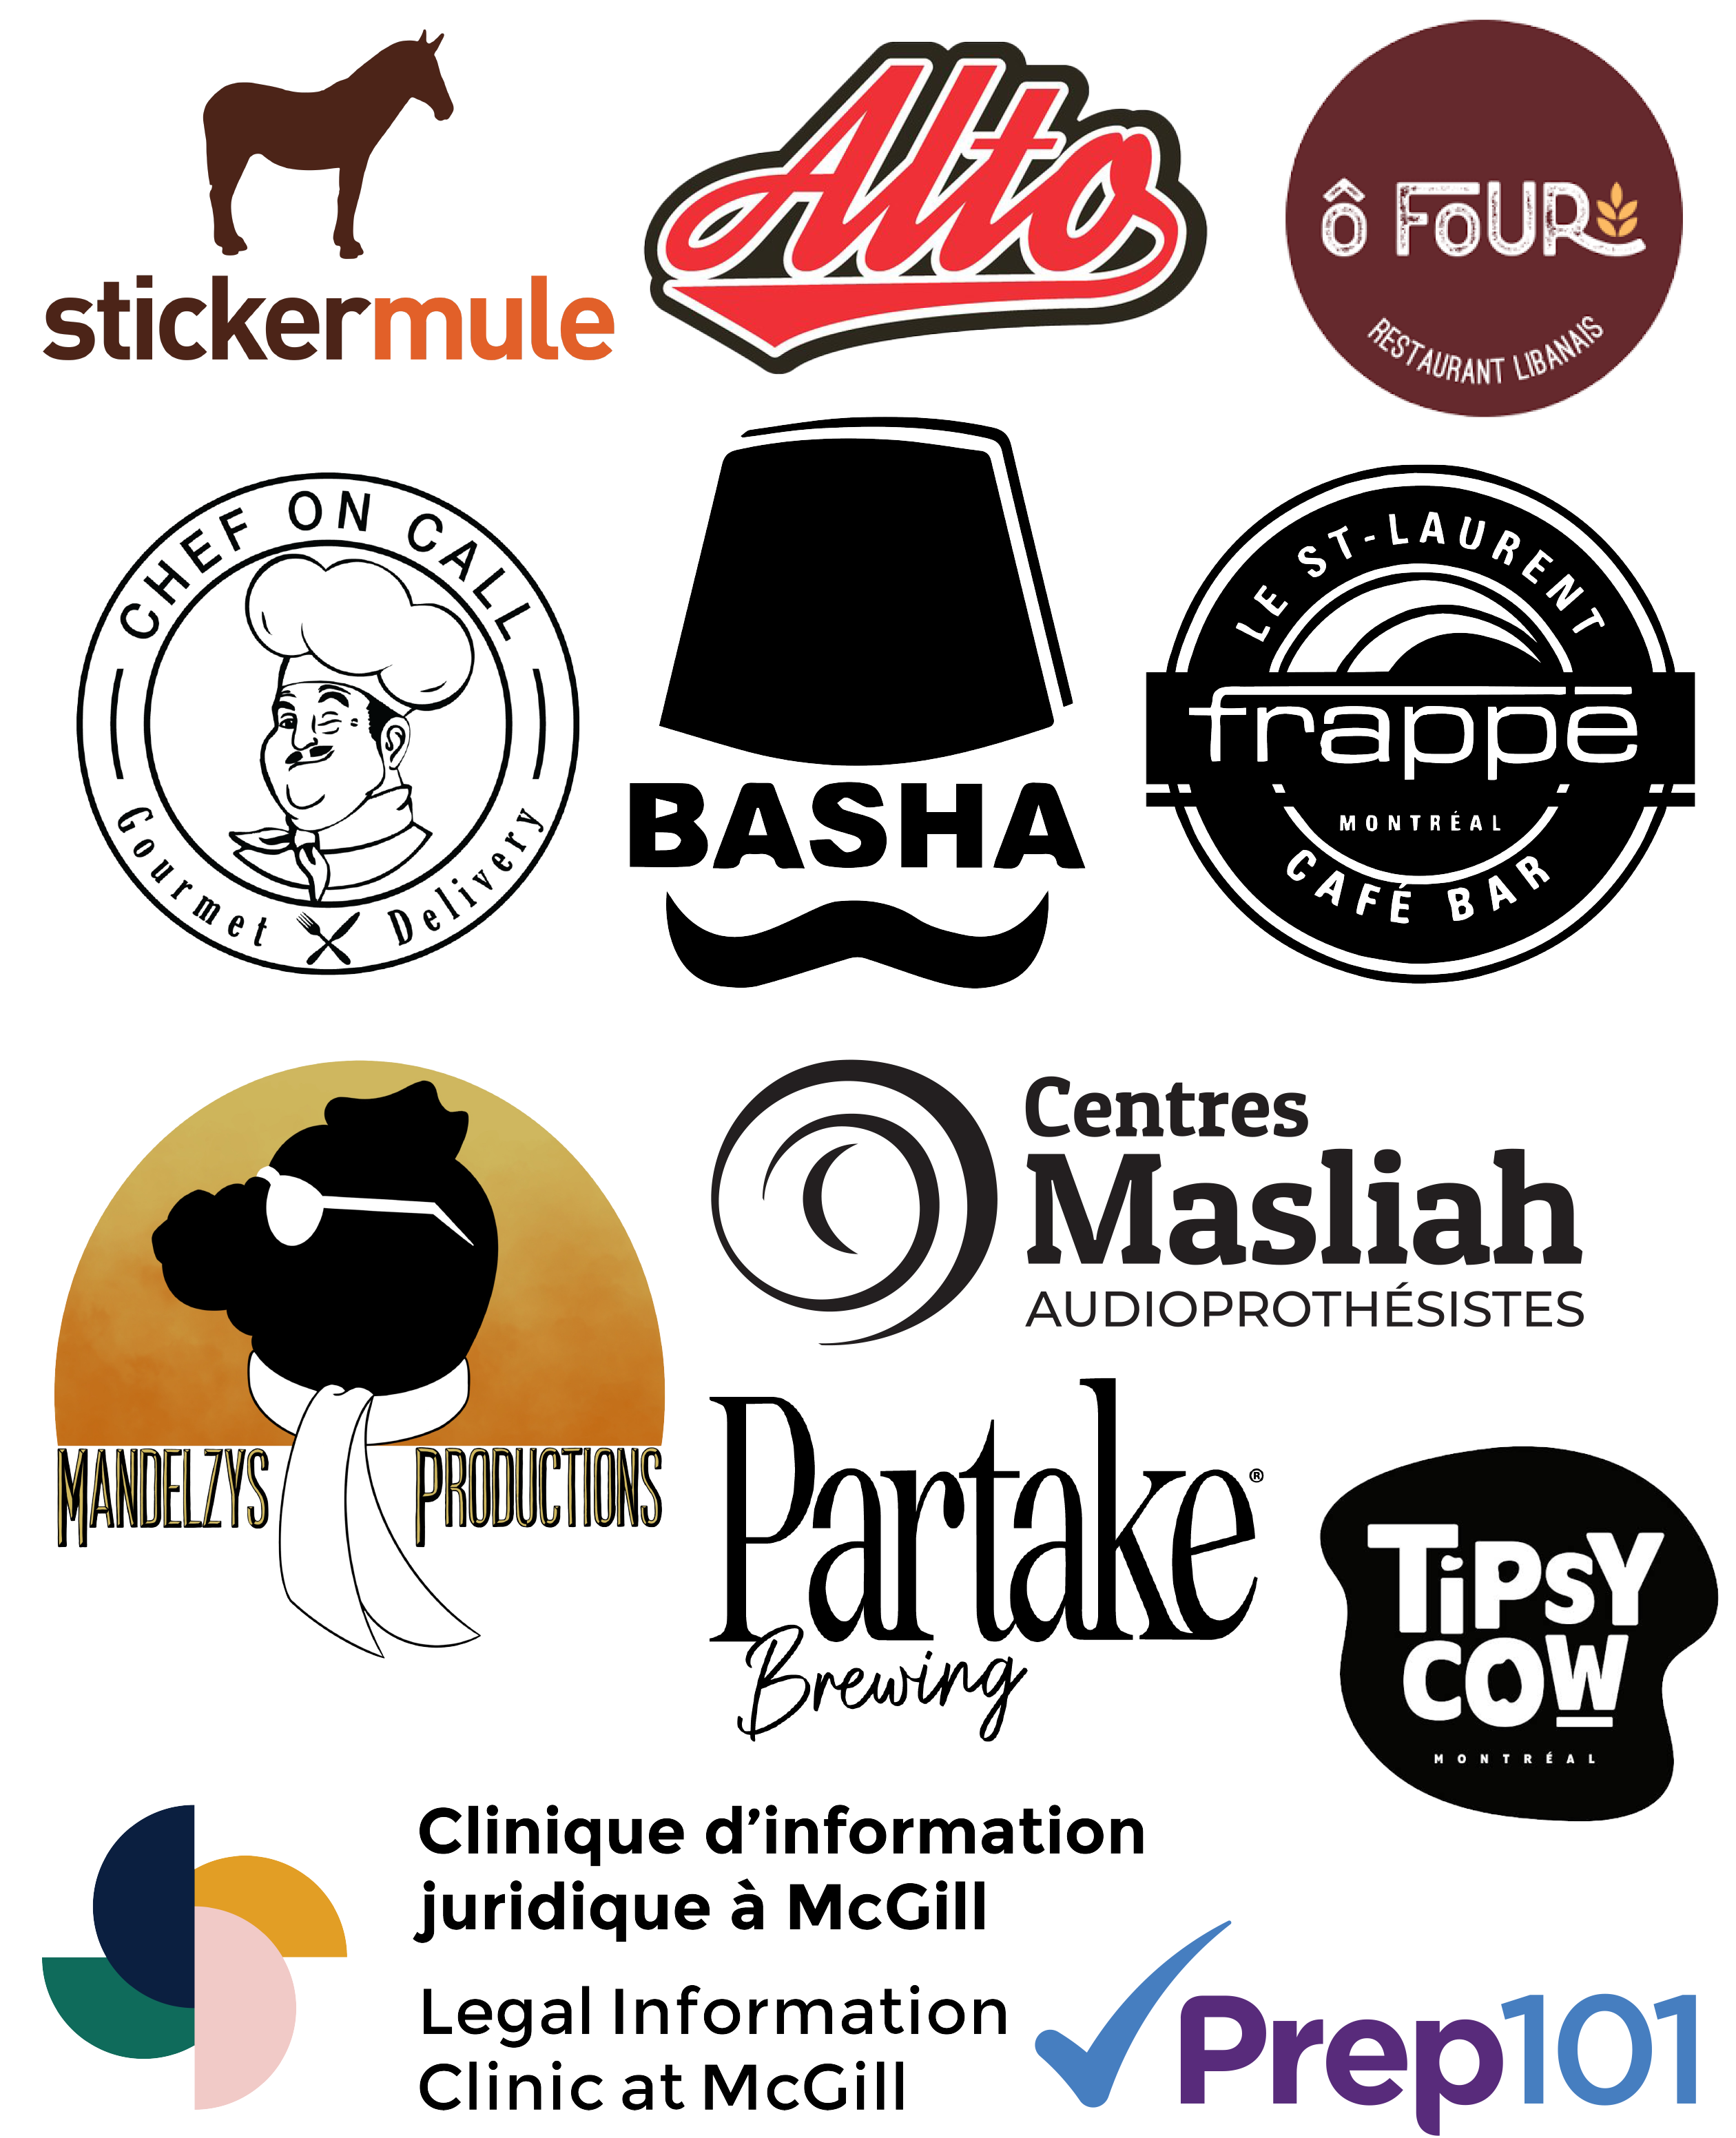 stickermule
Alto
ô FoUR
RESTAURANT LIBANAIS
CHEF ON CALL
Gourmet Delivery
BASHA
LE ST-LAURENT
frappé
MONTRÉAL
CAFÉ BAR
MANDELZYS PRODUCTIONS
Centres
Masliah
AUDIOPROTHÉSISTES
Partake®
Brewing
TiPSY
COW
MONTRÉAL
Clinique d’information
juridique à McGill
Legal Information
Clinic at McGill
Prep101